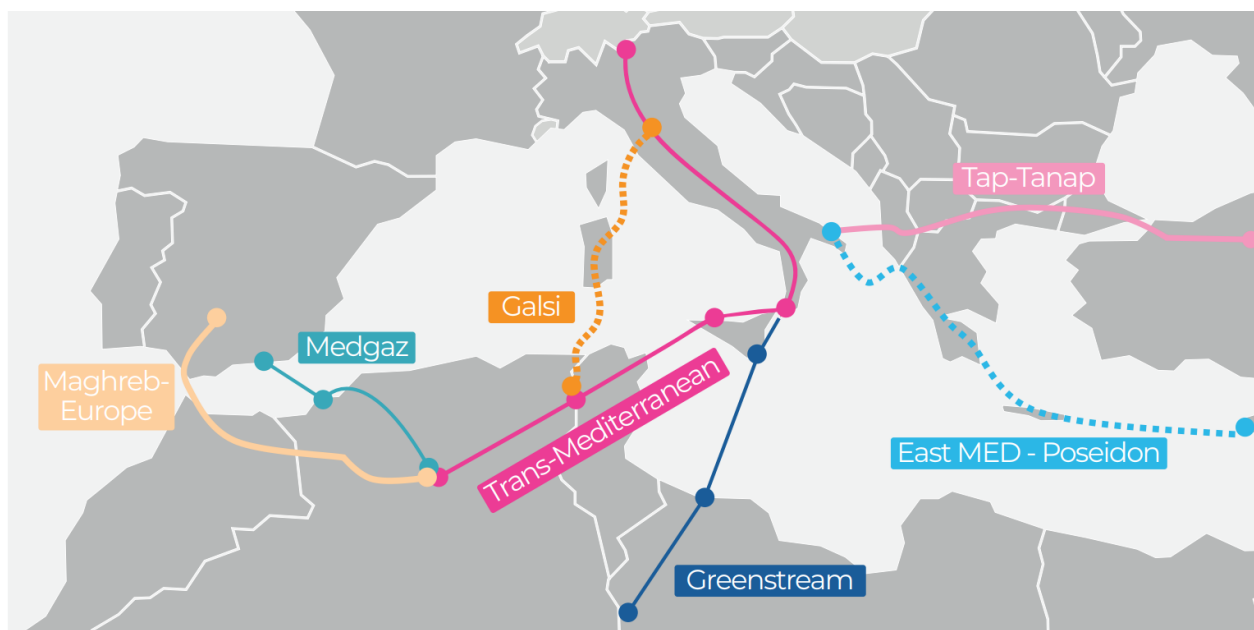 Tap-Tanap
Galsi
Medgaz
Maghreb-
Europe
Trans-Mediterranean
East MED - Poseidon
Greenstream